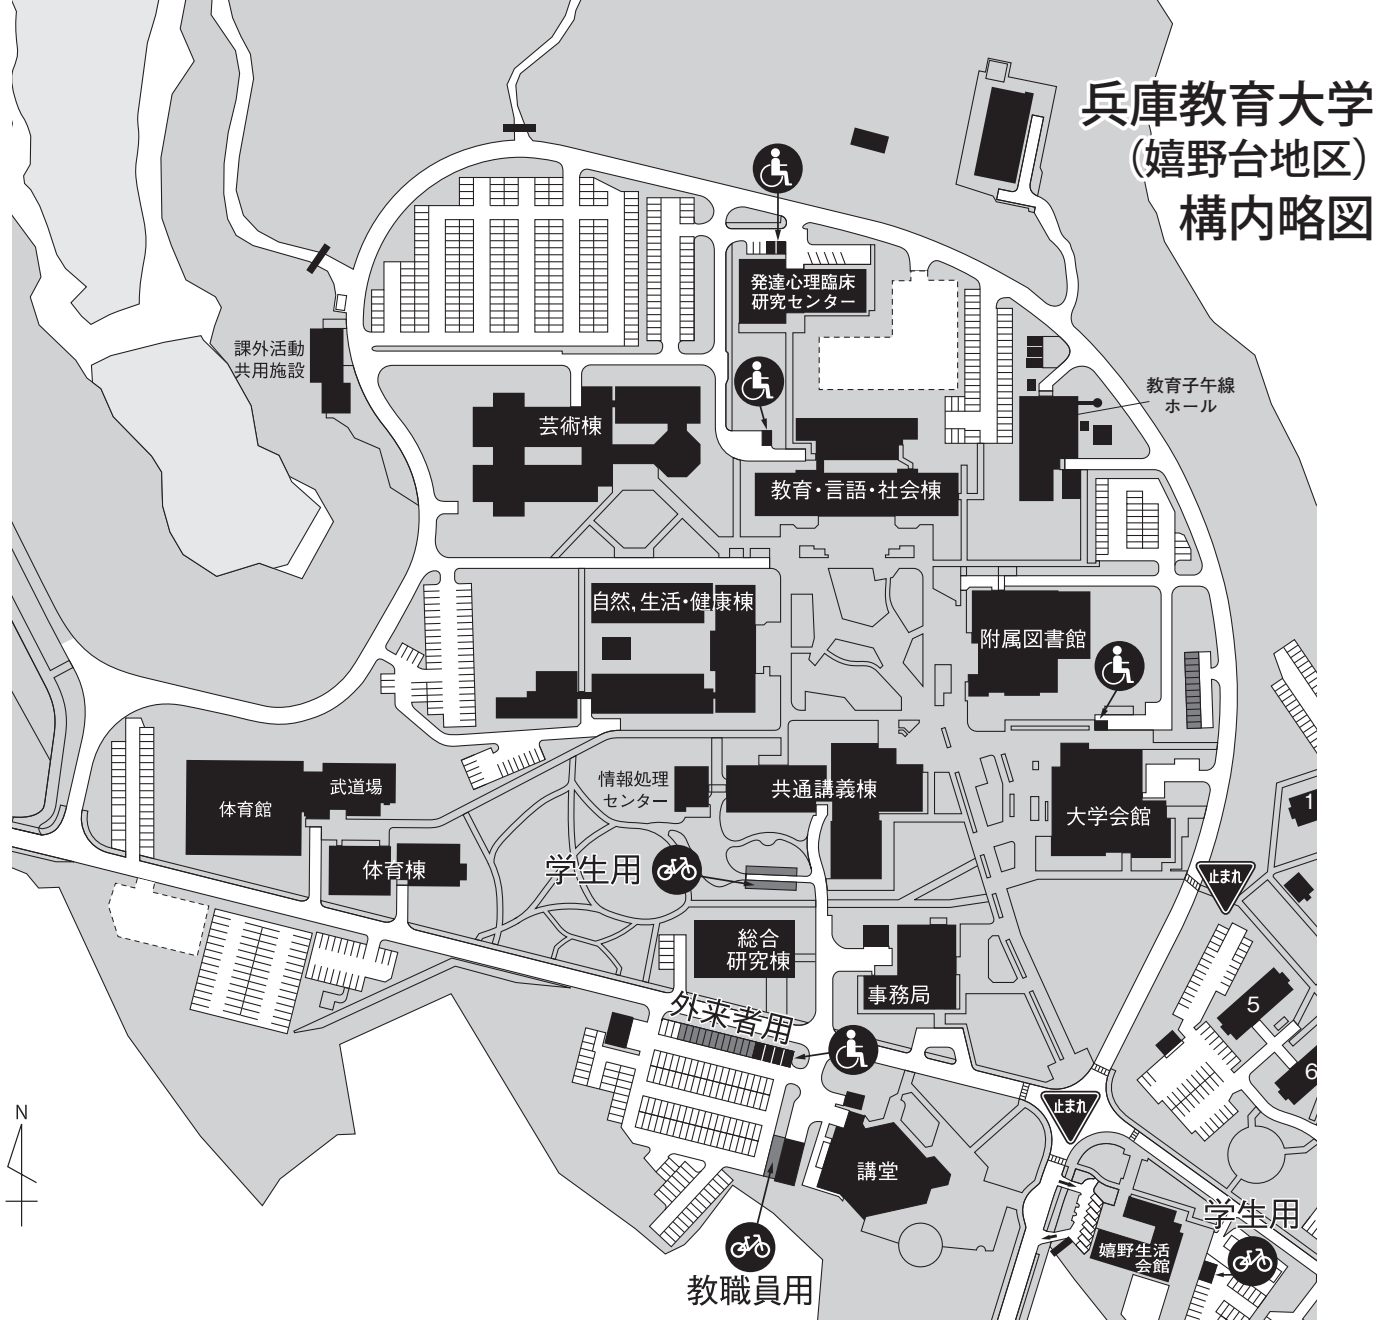 兵庫教育大学
（嬉野台地区）
構内略図
発達心理臨床
研究センター
課外活動
共用施設
教育子午線
ホール
芸術棟
教育・言語・社会棟
自然，生活・健康棟
附属図書館
情報処理
センター
共通講義棟
武道場
体育館
大学会館
1
体育棟
学生用
止まれ
総合
研究棟
事務局
5
外来者用
6
止まれ
N
講堂
学生用
嬉野生活
会館
教職員用